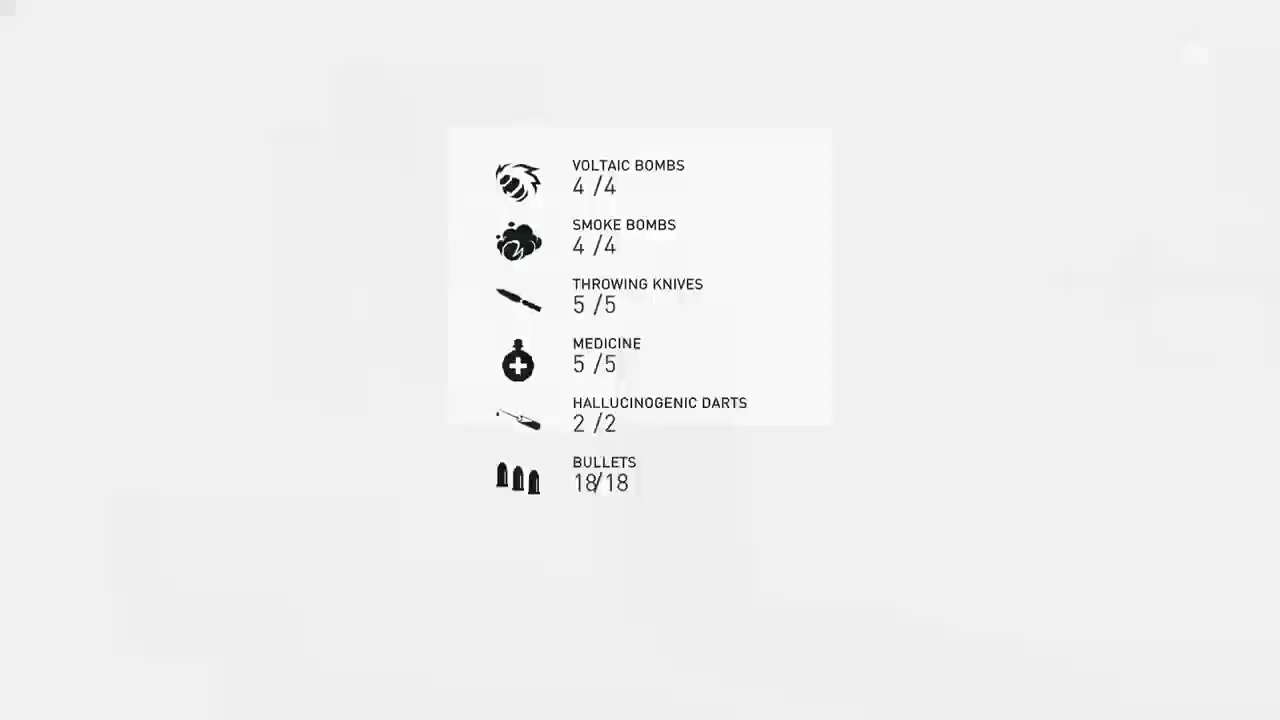 VOLTAIC BOMBS
4 /4
SMOKE BOMBS
4 /4
THROWING KNIVES
5 /5
MEDICINE
5 /5
HALLUCINOGENIC DARTS
2 /2
BULLETS
18/18